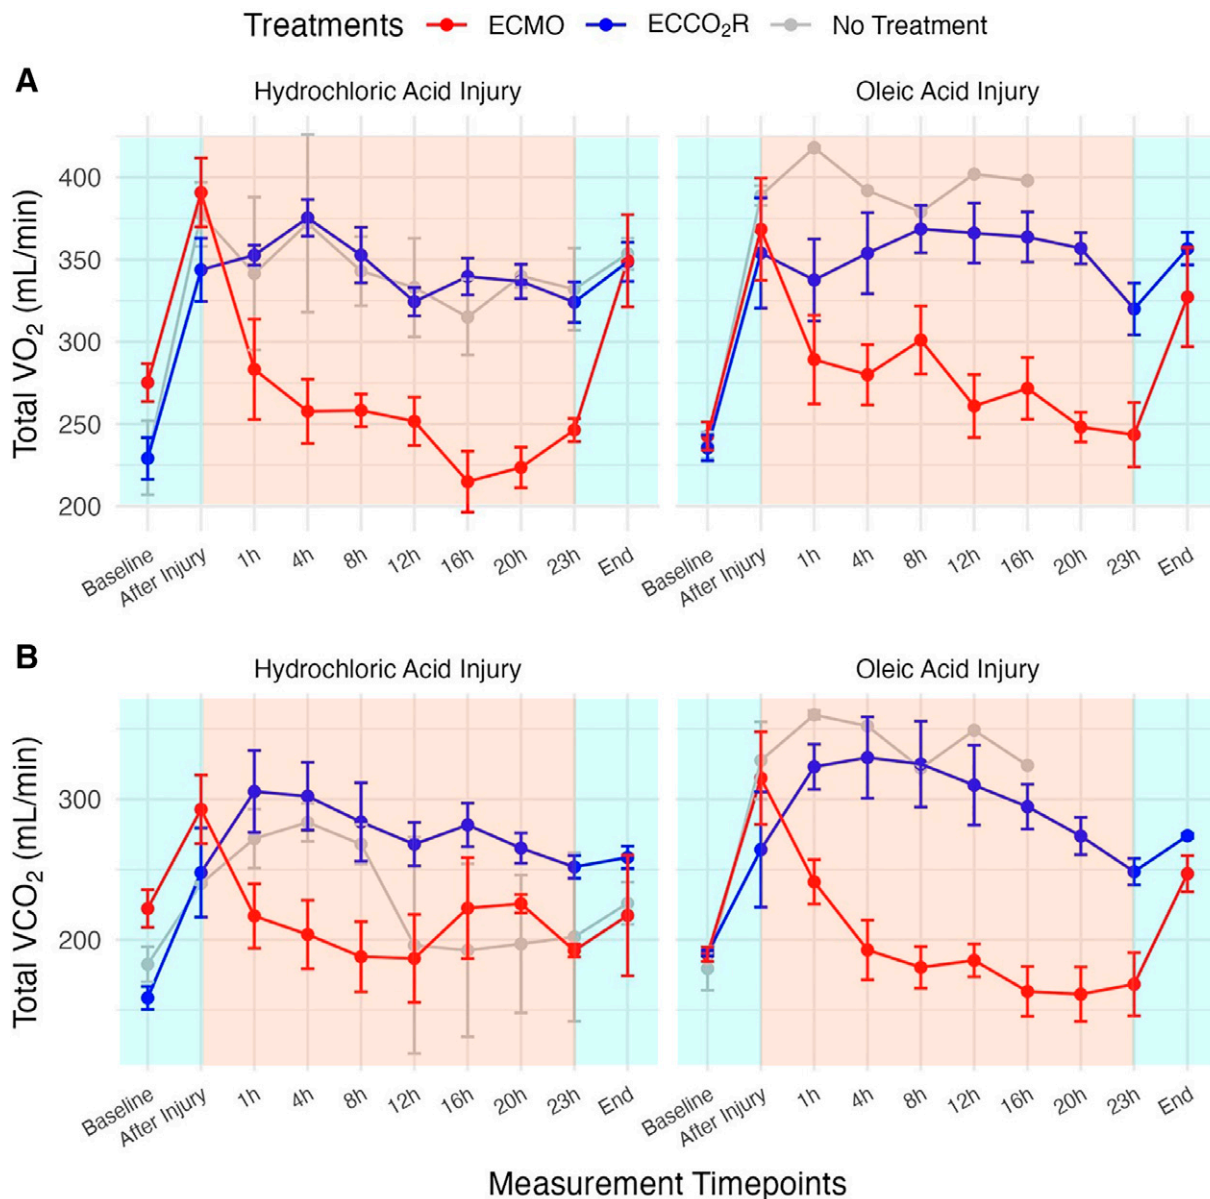 Treatments ECMO ECCO₂R No Treatment
A
Hydrochloric Acid Injury Oleic Acid Injury
Total VO₂ (mL/min)
400
350
300
250
200
Baseline After Injury 1h 4h 8h 12h 16h 20h 23h End Baseline After Injury 1h 4h 8h 12h 16h 20h 23h End
B
Hydrochloric Acid Injury Oleic Acid Injury
Total VCO₂ (mL/min)
300
200
Baseline After Injury 1h 4h 8h 12h 16h 20h 23h End Baseline After Injury 1h 4h 8h 12h 16h 20h 23h End
Measurement Timepoints